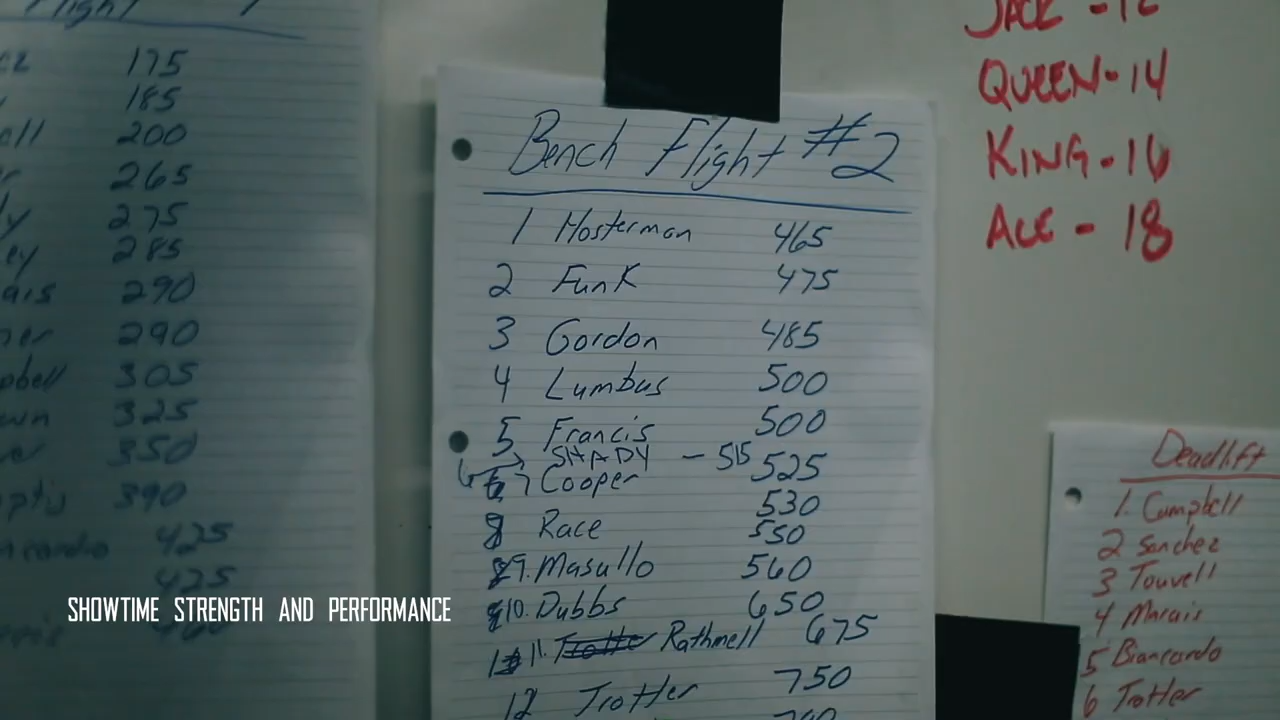 Flight
175
185
200
265
275
285
290
290
305
325
350
390
425
425
Bench Flight #2
1 Hosterman 465
2 Funk 475
3 Gordon 485
4 Lumbus 500
5 Francis 500
SHADY - 515
6 7 Cooper 525
530
8 Race 550
9. Masullo 560
10. Dubbs 650
11. Rathmell 675
12 Trotter 750
JACK - 12
QUEEN - 14
KING - 16
ACE - 18
Deadlift
1. Campbell
2 Sanchez
3 Touvell
4 Marais
5 Biancardo
6 Trotter
SHOWTIME STRENGTH AND PERFORMANCE